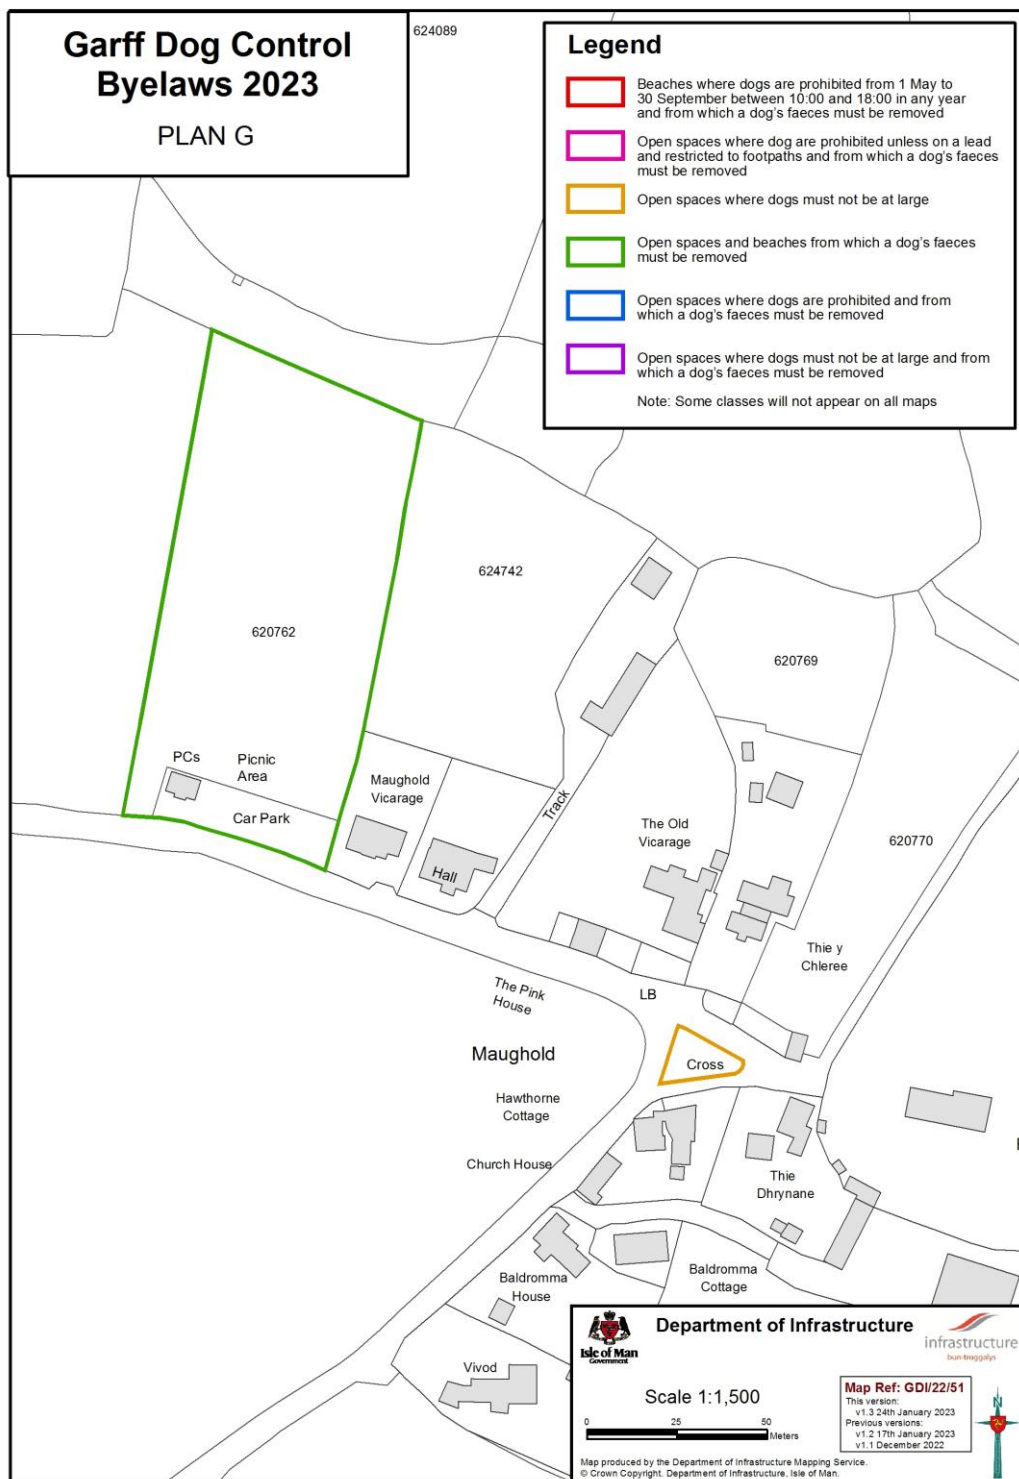 Garff Dog Control
Byelaws 2023
PLAN G
624089
Legend
Beaches where dogs are prohibited from 1 May to
30 September between 10:00 and 18:00 in any year
and from which a dog's faeces must be removed
Open spaces where dog are prohibited unless on a lead
and restricted to footpaths and from which a dog's faeces
must be removed
Open spaces where dogs must not be at large
Open spaces and beaches from which a dog's faeces
must be removed
Open spaces where dogs are prohibited and from
which a dog's faeces must be removed
Open spaces where dogs must not be at large and from
which a dog's faeces must be removed
Note: Some classes will not appear on all maps
624742
620762
620769
PCs
Picnic
Area
Car Park
Maughold
Vicarage
Hall
Track
The Old
Vicarage
620770
Thie y
Chleree
The Pink
House
LB
Maughold
Cross
Hawthorne
Cottage
Church House
Thie
Dhrynane
Baldromma
House
Baldromma
Cottage
Vivod
Isle of Man
Government
Department of Infrastructure
infrastructure
bun-troggalys
Scale 1:1,500
0 25 50
Meters
Map Ref: GDI/22/51
This version:
v1.3 24th January 2023
Previous versions:
v1.2 17th January 2023
v1.1 December 2022
N
Map produced by the Department of Infrastructure Mapping Service.
© Crown Copyright, Department of Infrastructure, Isle of Man.